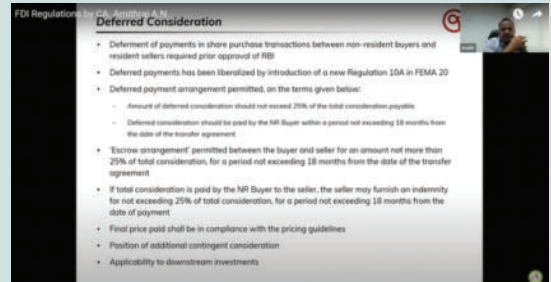 FDI Regulations by CA. Amithraj A.N
Deferred Consideration
• Deferment of payments in share purchase transactions between non-resident buyers and
resident sellers required prior approval of RBI
• Deferred payments has been liberalized by introduction of a new Regulation 10A in FEMA 20
• Deferred payment arrangement permitted, on the terms given below:
- Amount of deferred consideration should not exceed 25% of the total consideration payable
- Deferred consideration should be paid by the NR Buyer within a period not exceeding 18 months from
the date of the transfer agreement
• 'Escrow arrangement' permitted between the buyer and seller for an amount not more than
25% of total consideration, for a period not exceeding 18 months from the date of the transfer
agreement
• If total consideration is paid by the NR Buyer to the seller, the seller may furnish an indemnity
for not exceeding 25% of total consideration, for a period not exceeding 18 months from the
date of payment
• Final price paid shall be in compliance with the pricing guidelines
• Position of additional contingent consideration
• Applicability to downstream investments